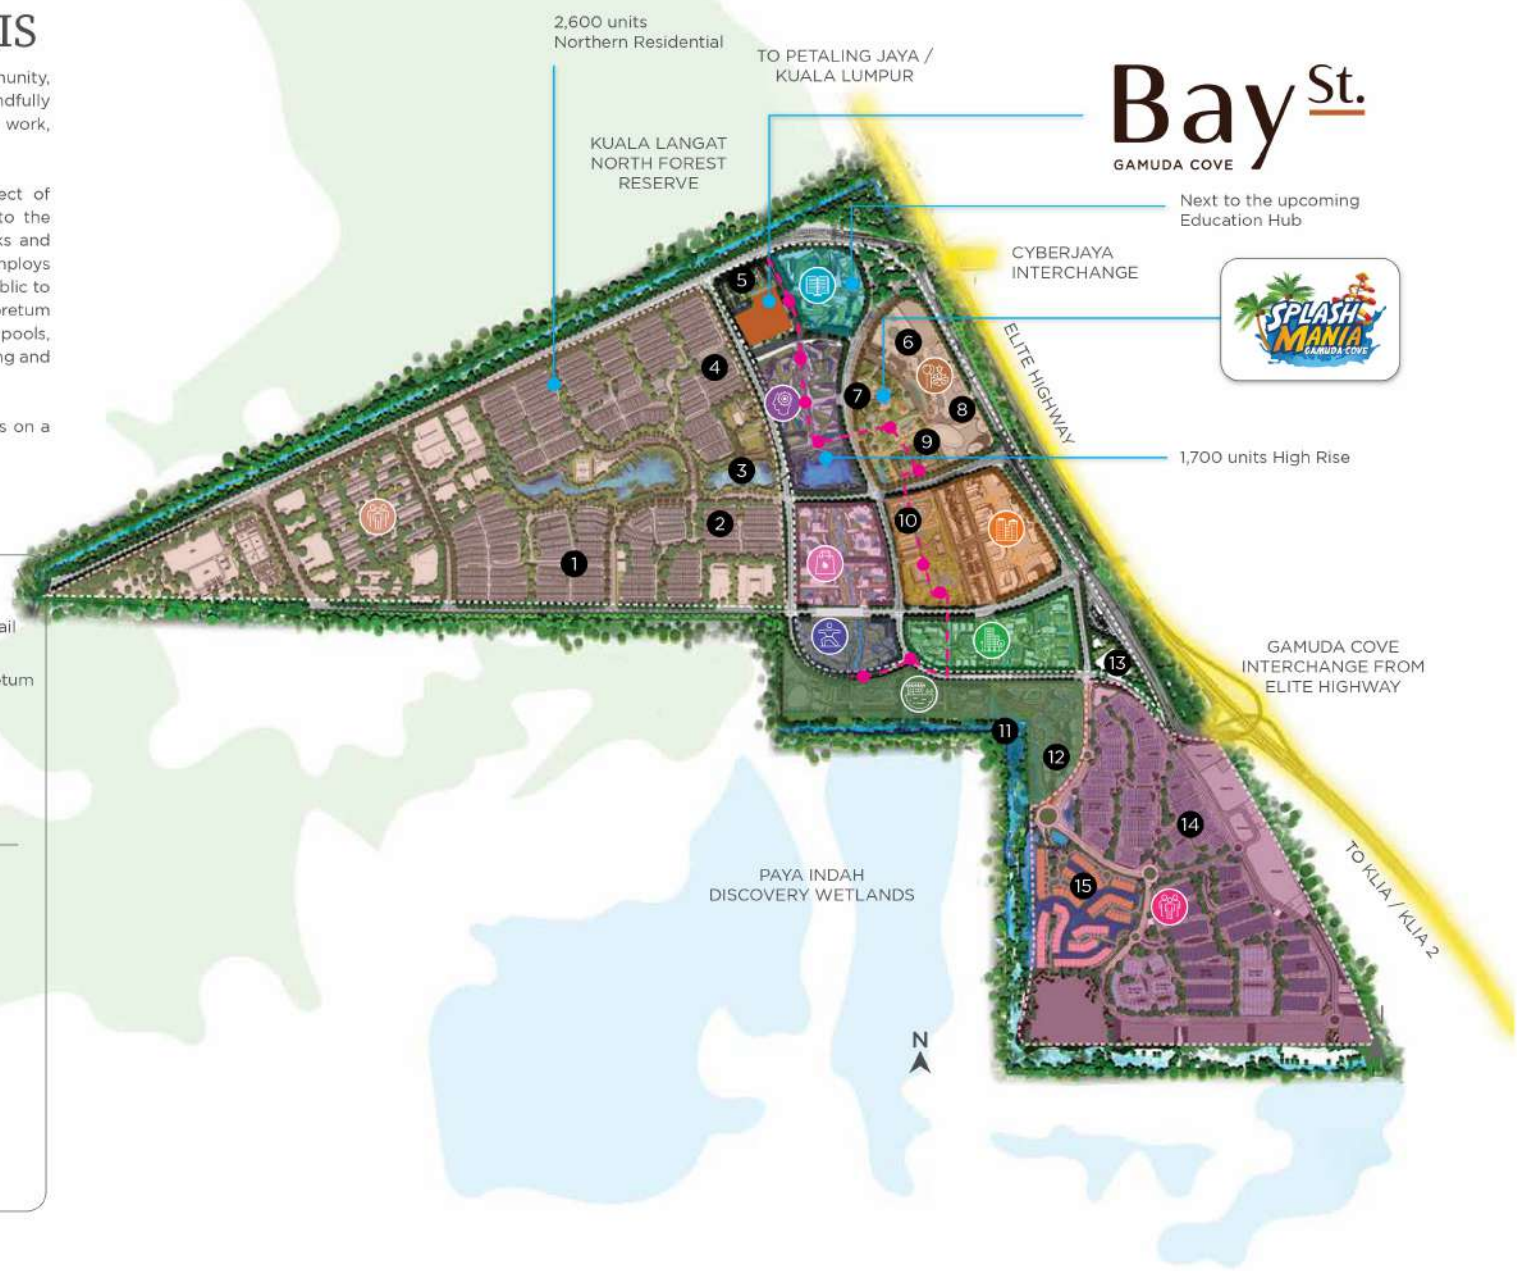 IS
munity,
ndfully
work,
ect of
to the
ks and
mploys
blic to
oretum
pools,
ng and
s on a
ail
etum
2,600 units
Northern Residential
TO PETALING JAYA /
KUALA LUMPUR
KUALA LANGAT
NORTH FOREST
RESERVE
Bay St.
GAMUDA COVE
Next to the upcoming
Education Hub
CYBERJAYA
INTERCHANGE
SPLASH
MANIA
GAMUDA COVE
ELITE HIGHWAY
1,700 units High Rise
5
6
4
7
8
9
3
2
10
1
13
GAMUDA COVE
INTERCHANGE FROM
ELITE HIGHWAY
11
12
14
15
TO KLIA / KLIA 2
PAYA INDAH
DISCOVERY WETLANDS
N